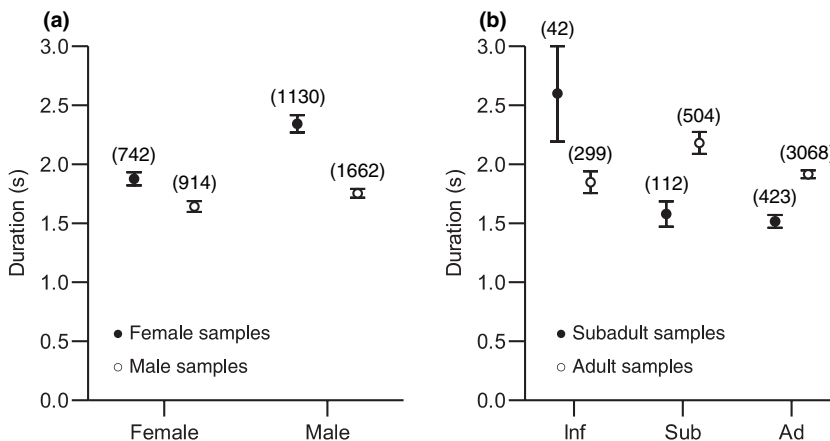 (a)
3.0
2.5
2.0
1.5
1.0
0.5
0.0
Duration (s)
(742)
(914)
(1130)
(1662)
Female samples
Male samples
Female
Male
(b)
3.0
2.5
2.0
1.5
1.0
0.5
0.0
Duration (s)
(42)
(299)
(112)
(504)
(423)
(3068)
Subadult samples
Adult samples
Inf
Sub
Ad